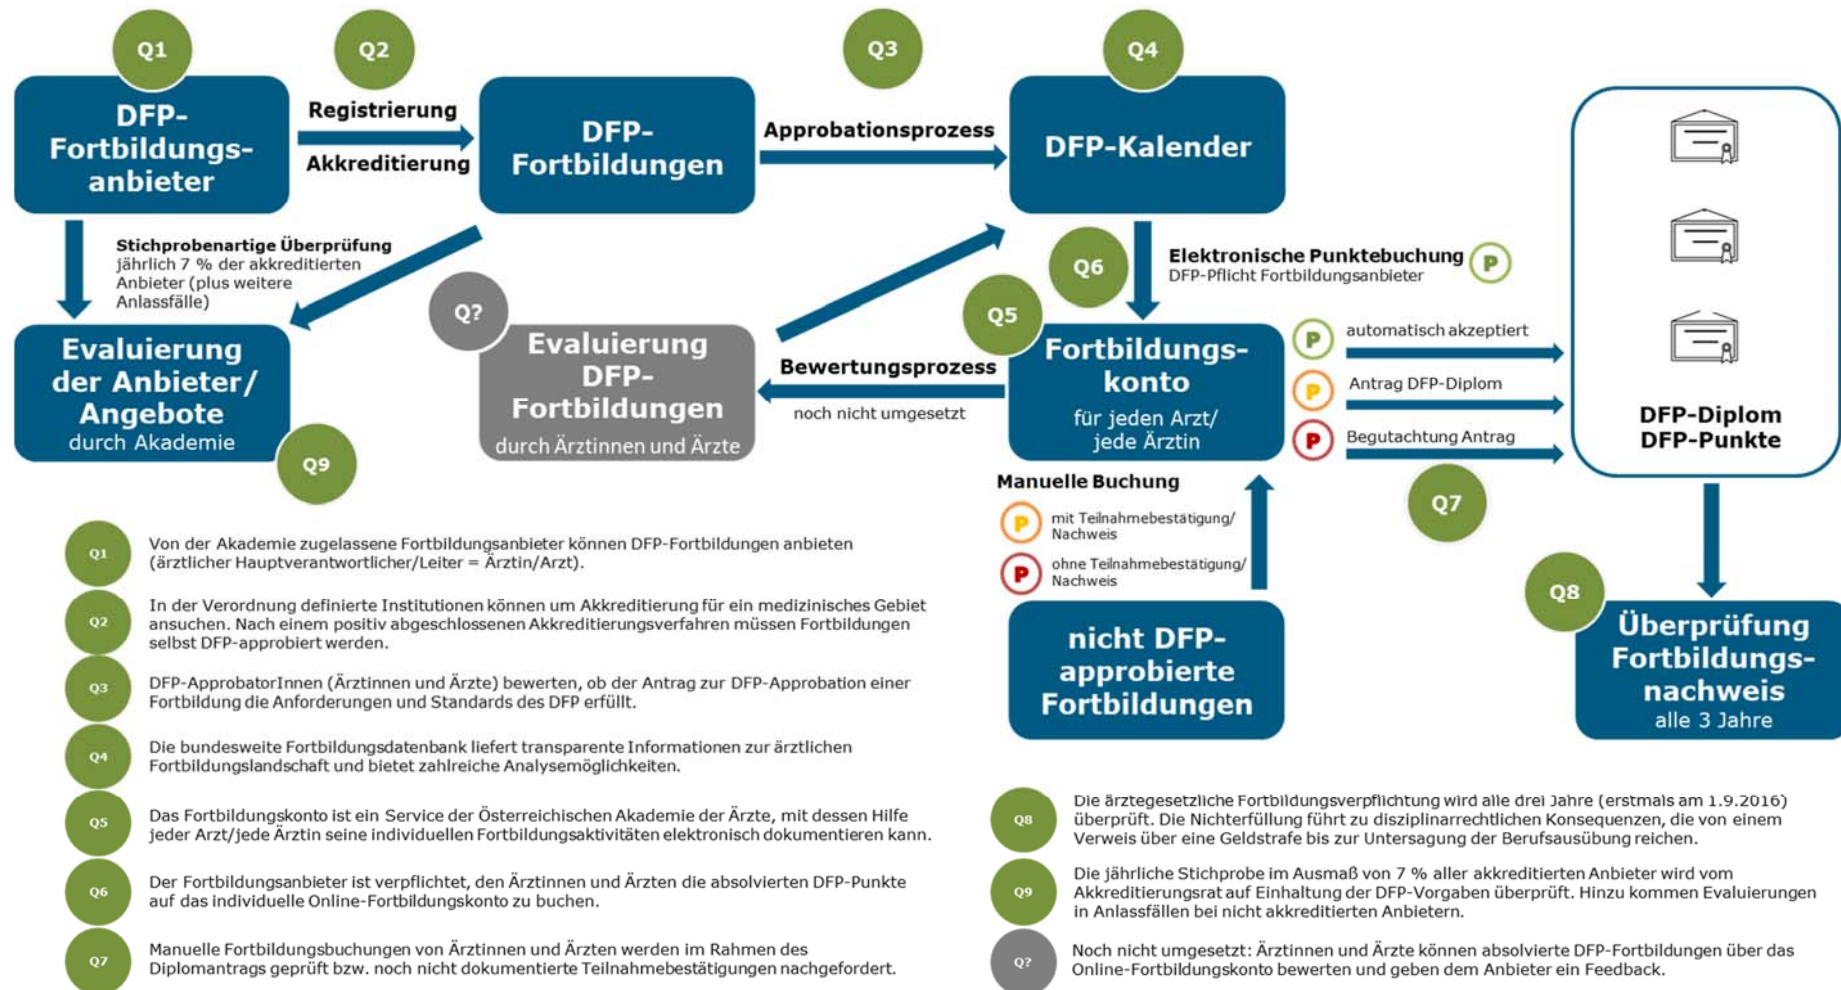 Q1
Q2
Q3
Q4
DFP-
Fortbildungs-
anbieter
Registrierung
Akkreditierung
DFP-
Fortbildungen
Approbationsprozess
DFP-Kalender
Stichprobenartige Überprüfung
jährlich 7 % der akkreditierten
Anbieter (plus weitere
Anlassfälle)
Q6
Elektronische Punktebuchung
DFP-Pflicht Fortbildungsanbieter
P
Evaluierung
der Anbieter/
Angebote
durch Akademie
Q9
Q?
Evaluierung
DFP-
Fortbildungen
durch Ärztinnen und Ärzte
Bewertungsprozess
noch nicht umgesetzt
Q5
Fortbildungs-
konto
für jeden Arzt/
jede Ärztin
P automatisch akzeptiert
P Antrag DFP-Diplom
P Begutachtung Antrag
Q7
DFP-Diplom
DFP-Punkte
Manuelle Buchung
P mit Teilnahmebestätigung/
Nachweis
P ohne Teilnahmebestätigung/
Nachweis
nicht DFP-
approbierte
Fortbildungen
Q8
Überprüfung
Fortbildungs-
nachweis
alle 3 Jahre
Q1 Von der Akademie zugelassene Fortbildungsanbieter können DFP-Fortbildungen anbieten
(ärztlicher Hauptverantwortlicher/Leiter = Ärztin/Arzt).
Q2 In der Verordnung definierte Institutionen können um Akkreditierung für ein medizinisches Gebiet
ansuchen. Nach einem positiv abgeschlossenen Akkreditierungsverfahren müssen Fortbildungen
selbst DFP-approbiert werden.
Q3 DFP-ApprobatorInnen (Ärztinnen und Ärzte) bewerten, ob der Antrag zur DFP-Approbation einer
Fortbildung die Anforderungen und Standards des DFP erfüllt.
Q4 Die bundesweite Fortbildungsdatenbank liefert transparente Informationen zur ärztlichen
Fortbildungslandschaft und bietet zahlreiche Analysemöglichkeiten.
Q5 Das Fortbildungskonto ist ein Service der Österreichischen Akademie der Ärzte, mit dessen Hilfe
jeder Arzt/jede Ärztin seine individuellen Fortbildungsaktivitäten elektronisch dokumentieren kann.
Q6 Der Fortbildungsanbieter ist verpflichtet, den Ärztinnen und Ärzten die absolvierten DFP-Punkte
auf das individuelle Online-Fortbildungskonto zu buchen.
Q7 Manuelle Fortbildungsbuchungen von Ärztinnen und Ärzten werden im Rahmen des
Diplomantrags geprüft bzw. noch nicht dokumentierte Teilnahmebestätigungen nachgefordert.
Q8 Die ärztegesetzliche Fortbildungsverpflichtung wird alle drei Jahre (erstmals am 1.9.2016)
überprüft. Die Nichterfüllung führt zu disziplinarrechtlichen Konsequenzen, die von einem
Verweis über eine Geldstrafe bis zur Untersagung der Berufsausübung reichen.
Q9 Die jährliche Stichprobe im Ausmaß von 7 % aller akkreditierten Anbieter wird vom
Akkreditierungsrat auf Einhaltung der DFP-Vorgaben überprüft. Hinzu kommen Evaluierungen
in Anlassfällen bei nicht akkreditierten Anbietern.
Q? Noch nicht umgesetzt: Ärztinnen und Ärzte können absolvierte DFP-Fortbildungen über das
Online-Fortbildungskonto bewerten und geben dem Anbieter ein Feedback.